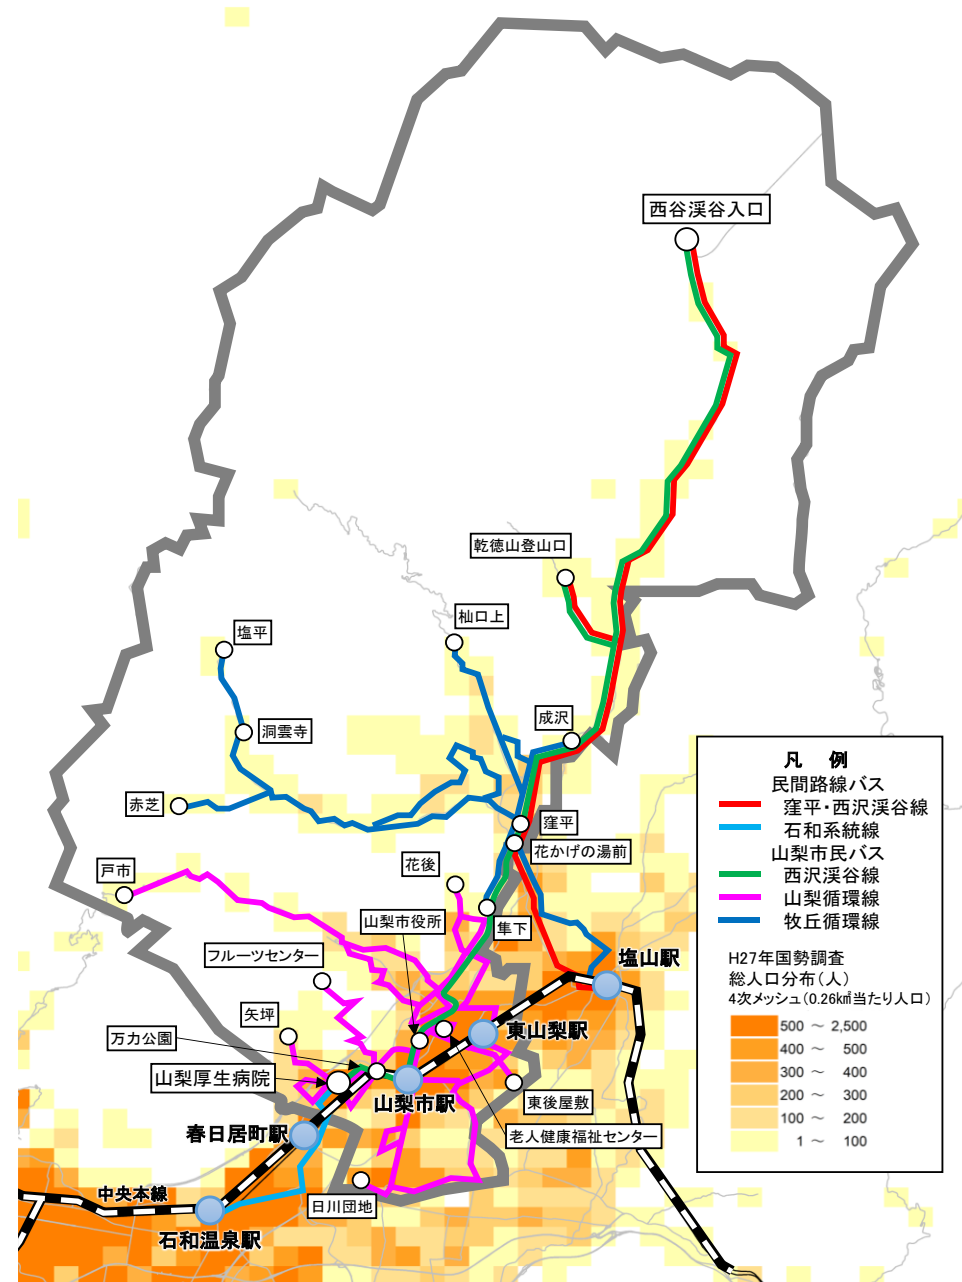 西谷渓谷入口
乾徳山登山口
杣口上
塩平
成沢
洞雲寺
赤芝
窪平
花かげの湯前
戸市
花後
山梨市役所
隼下
フルーツセンター
塩山駅
矢坪
東山梨駅
万力公園
山梨厚生病院
山梨市駅
東後屋敷
春日居町駅
老人健康福祉センター
中央本線
日川団地
石和温泉駅
凡 例
民間路線バス
窪平・西沢渓谷線
石和系統線
山梨市民バス
西沢渓谷線
山梨循環線
牧丘循環線
H27年国勢調査
総人口分布(人)
4次メッシュ(0.26k㎡当たり人口)
500 ~ 2,500
400 ~ 500
300 ~ 400
200 ~ 300
100 ~ 200
1 ~ 100